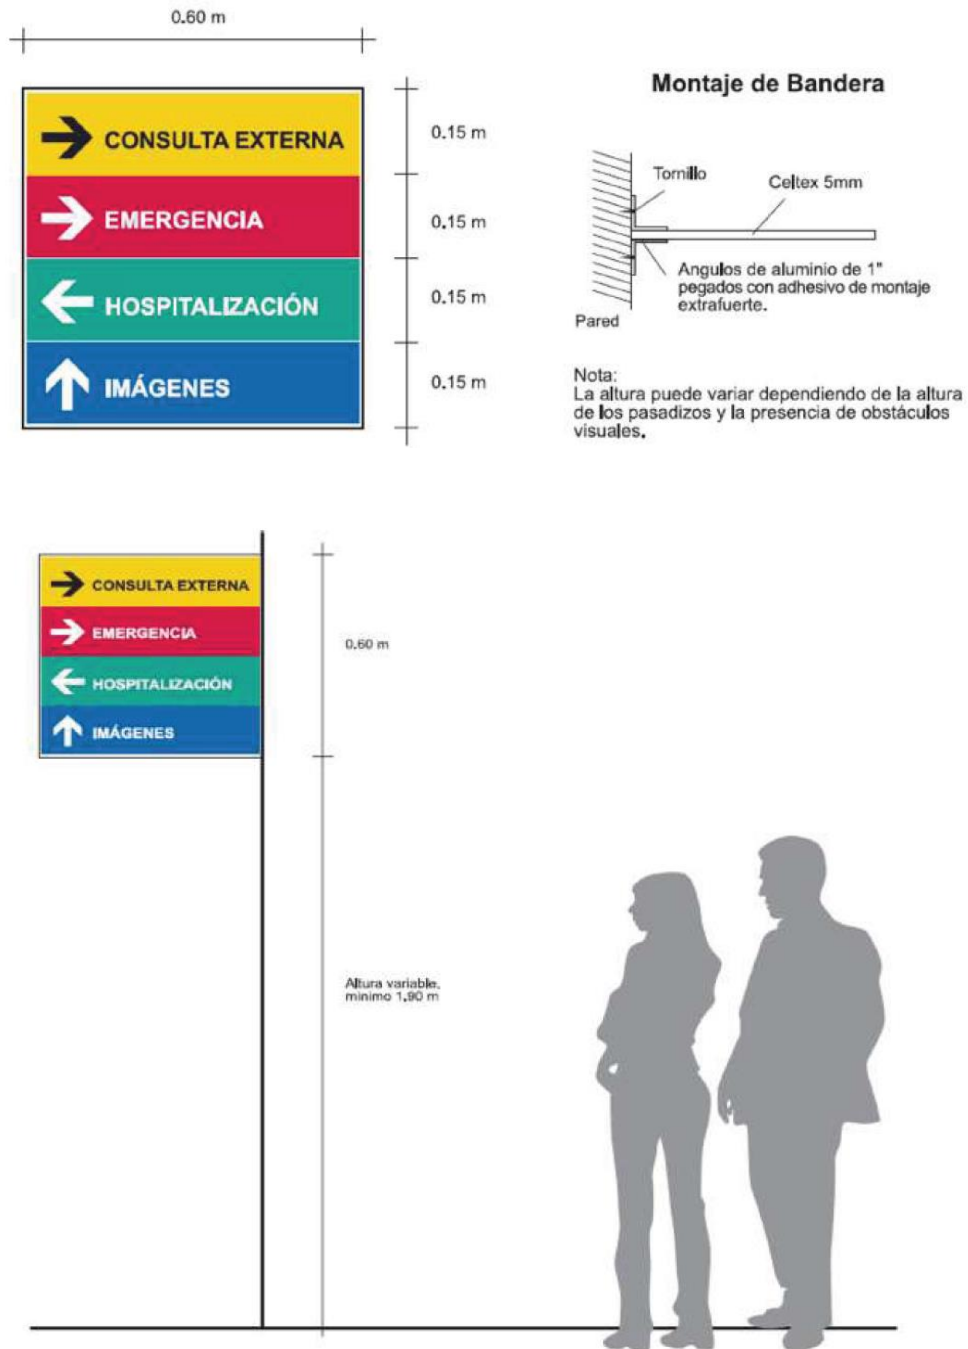 0.60 m
CONSULTA EXTERNA
EMERGENCIA
HOSPITALIZACIÓN
IMÁGENES
0.15 m
0.15 m
0.15 m
0.15 m
Montaje de Bandera
Tornillo
Celtex 5mm
Angulos de aluminio de 1"
pegados con adhesivo de montaje
extrafuerte.
Pared
Nota:
La altura puede variar dependiendo de la altura
de los pasadizos y la presencia de obstáculos
visuales.
CONSULTA EXTERNA
EMERGENCIA
HOSPITALIZACIÓN
IMÁGENES
0.60 m
Altura variable,
minimo 1.90 m